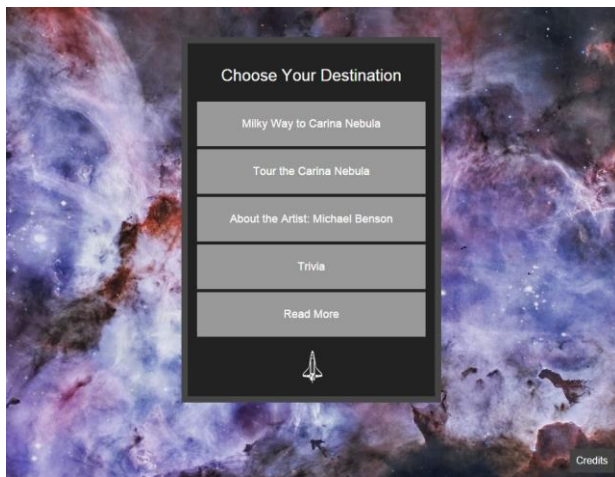 Choose Your Destination
Milky Way to Carina Nebula
Tour the Carina Nebula
About the Artist: Michael Benson
Trivia
Read More
Credits